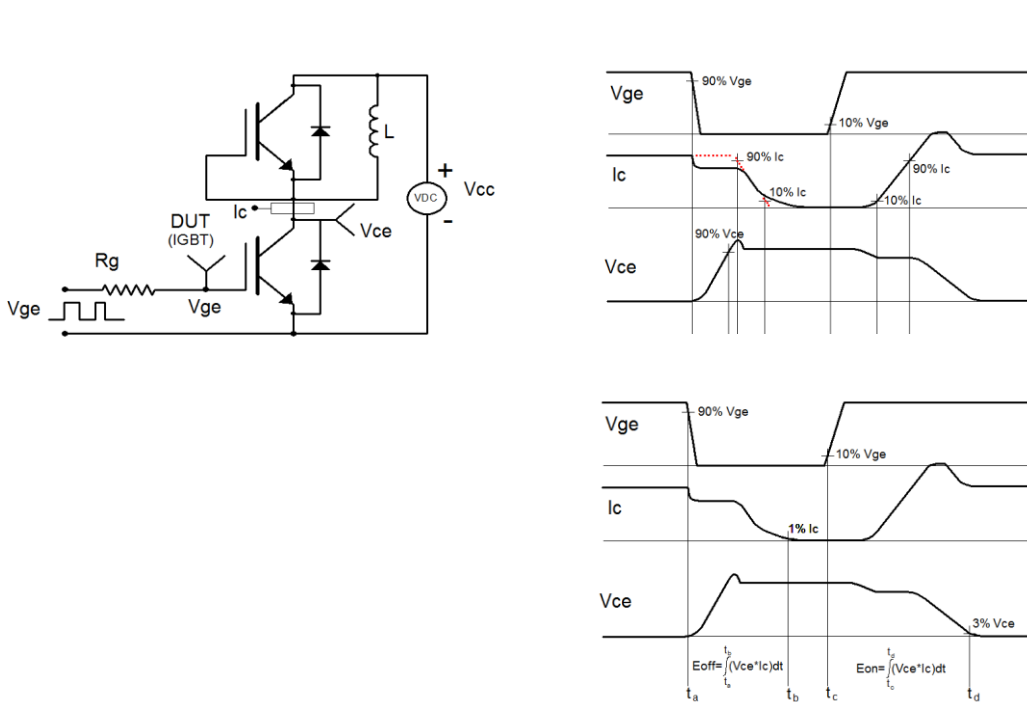 L
+
VDC
Vcc
-
Ic
DUT
(IGBT)
Vce
Rg
Vge
Vge
Vge
90% Vge
10% Vge
Ic
90% Ic
10% Ic
10% Ic
90% Ic
Vce
90% Vce
Vge
90% Vge
10% Vge
Ic
1% Ic
Vce
3% Vce
Eoff=∫(Vce*Ic)dt
Eon=∫(Vce*Ic)dt
ta
tb
tc
td